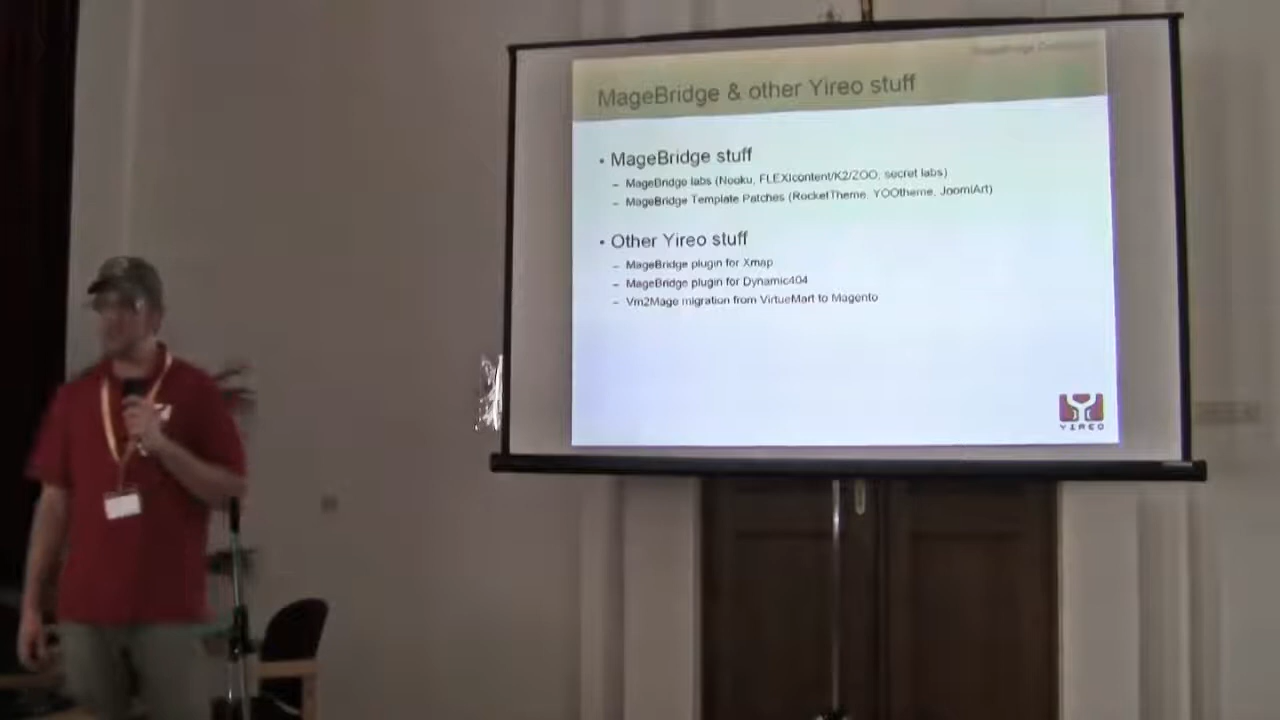 MageBridge & other Yireo stuff
• MageBridge stuff
– MageBridge labs (Nooku, FLEXIcontent/K2/ZOO, secret labs)
– MageBridge Template Patches (RocketTheme, YOOtheme, JoomlArt)
• Other Yireo stuff
– MageBridge plugin for Xmap
– MageBridge plugin for Dynamic404
– Vm2Mage migration from VirtueMart to Magento
YIREO